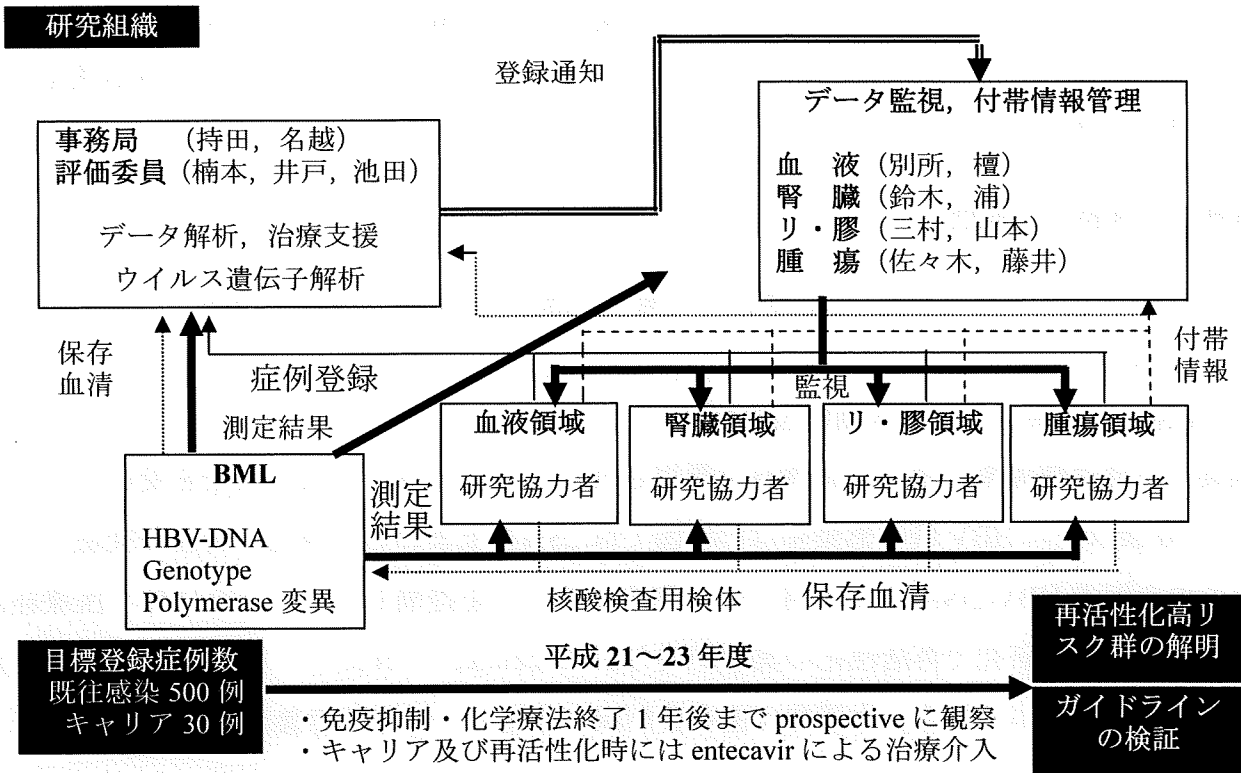 研究組織
登録通知
事務局　（持田，名越）
評価委員（楠本，井戸，池田）
データ解析，治療支援
ウイルス遺伝子解析
データ監視，付帯情報管理
血　液（別所，檀）
腎　臓（鈴木，浦）
リ・膠（三村，山本）
腫　瘍（佐々木，藤井）
保存
血清
症例登録
測定結果
監視
付帯
情報
血液領域
研究協力者
腎臓領域
研究協力者
リ・膠領域
研究協力者
腫瘍領域
研究協力者
BML
HBV-DNA
Genotype
Polymerase 変異
測定
結果
核酸検査用検体
保存血清
目標登録症例数
既往感染 500 例
キャリア 30 例
平成 21～23 年度
・免疫抑制・化学療法終了 1 年後まで prospective に観察
・キャリア及び再活性化時には entecavir による治療介入
再活性化高リ
スク群の解明
ガイドライン
の検証